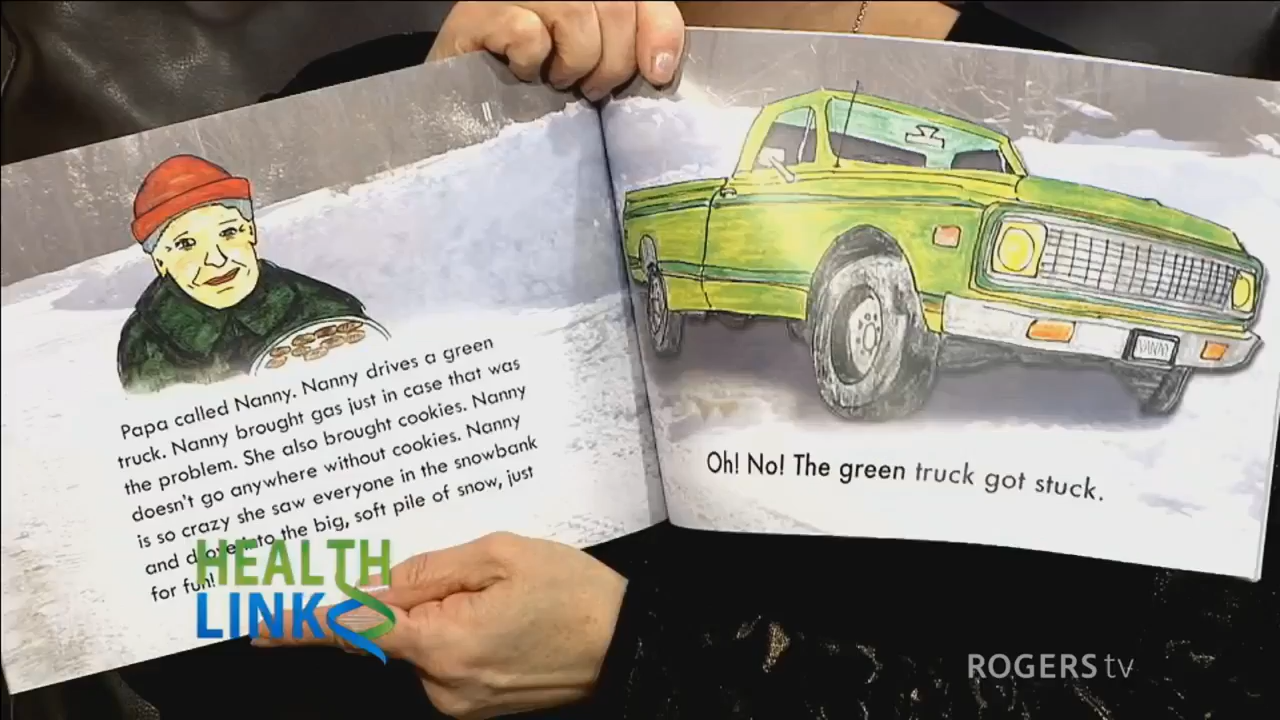 Papa called Nanny. Nanny drives a green
truck. Nanny brought gas just in case that was
the problem. She also brought cookies. Nanny
doesn't go anywhere without cookies. Nanny
is so crazy she saw everyone in the snowbank
and drove into the big, soft pile of snow, just
for fun!
Oh! No! The green truck got stuck.
NANNY
HEALTH
LINK
ROGERS tv